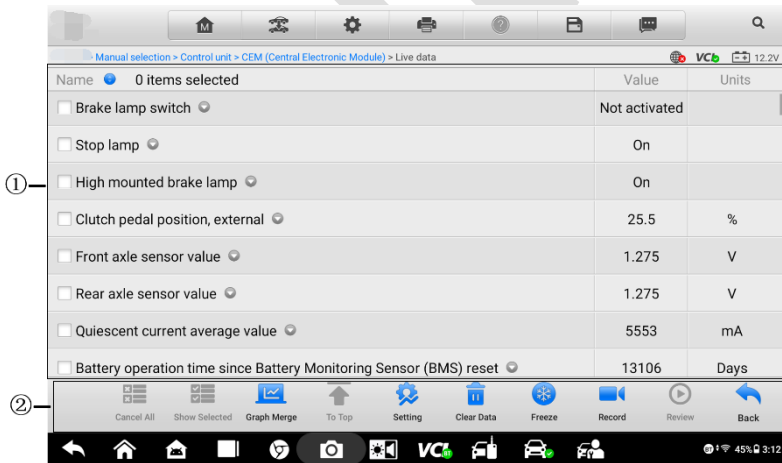 M
?
Manual selection > Control unit > CEM (Central Electronic Module) > Live data
VCI
12.2V
Name 0 items selected Value Units
Brake lamp switch Not activated
Stop lamp On
①
High mounted brake lamp On
Clutch pedal position, external 25.5 %
Front axle sensor value 1.275 V
Rear axle sensor value 1.275 V
Quiescent current average value 5553 mA
Battery operation time since Battery Monitoring Sensor (BMS) reset 13106 Days
②
Cancel All Show Selected Graph Merge To Top Setting Clear Data Freeze Record Review Back
VCI
BT 45% 3:12